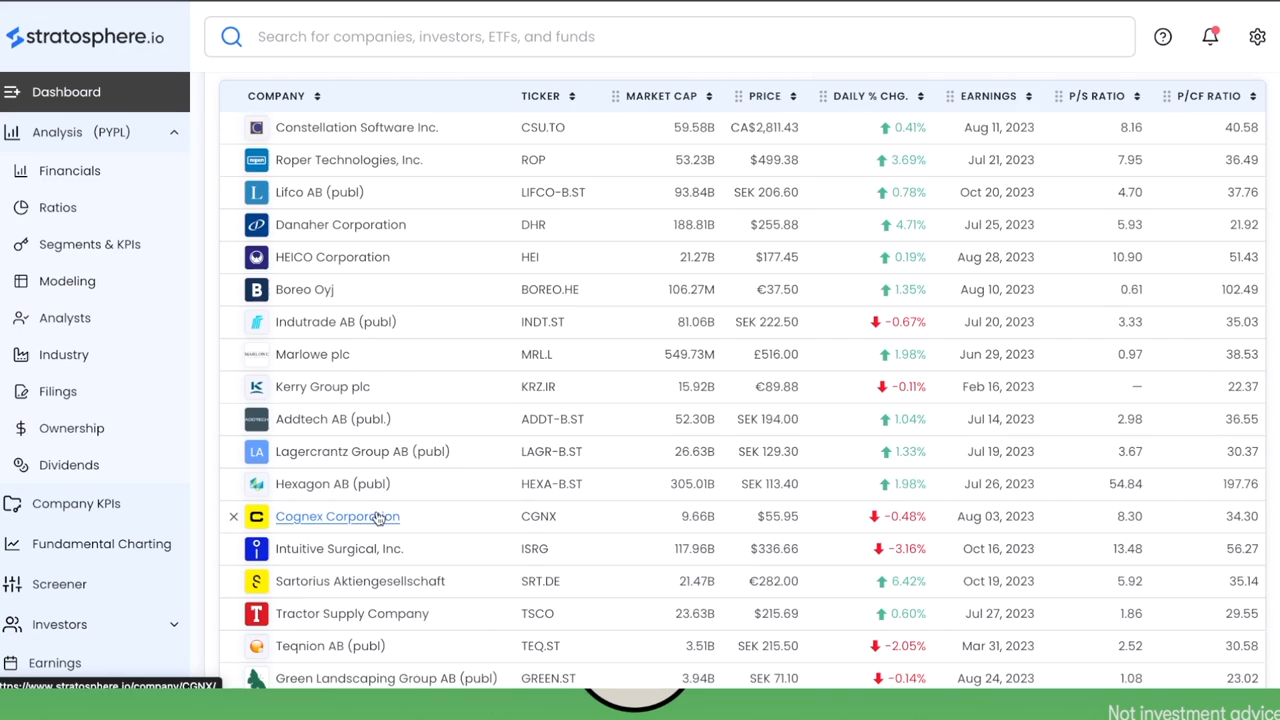 stratosphere.io
Search for companies, investors, ETFs, and funds
Dashboard
Analysis (PYPL)
Financials
Ratios
Segments & KPIs
Modeling
Analysts
Industry
Filings
Ownership
Dividends
Company KPIs
Fundamental Charting
Screener
Investors
Earnings
COMPANY TICKER MARKET CAP PRICE DAILY % CHG. EARNINGS P/S RATIO P/CF RATIO
Constellation Software Inc. CSU.TO 59.58B CA$2,811.43 0.41% Aug 11, 2023 8.16 40.58
Roper Technologies, Inc. ROP 53.23B $499.38 3.69% Jul 21, 2023 7.95 36.49
L Lifco AB (publ) LIFCO-B.ST 93.84B SEK 206.60 0.78% Oct 20, 2023 4.70 37.76
Danaher Corporation DHR 188.81B $255.88 4.71% Jul 25, 2023 5.93 21.92
HEICO Corporation HEI 21.27B $177.45 0.19% Aug 28, 2023 10.90 51.43
B Boreo Oyj BOREO.HE 106.27M €37.50 1.35% Aug 10, 2023 0.61 102.49
Indutrade AB (publ) INDT.ST 81.06B SEK 222.50 -0.67% Jul 20, 2023 3.33 35.03
Marlowe plc MRL.L 549.73M £516.00 1.98% Jun 29, 2023 0.97 38.53
Kerry Group plc KRZ.IR 15.92B €89.88 -0.11% Feb 16, 2023 — 22.37
Addtech AB (publ.) ADDT-B.ST 52.30B SEK 194.00 1.04% Jul 14, 2023 2.98 36.55
LA Lagercrantz Group AB (publ) LAGR-B.ST 26.63B SEK 129.30 1.33% Jul 19, 2023 3.67 30.37
Hexagon AB (publ) HEXA-B.ST 305.01B SEK 113.40 1.98% Jul 26, 2023 54.84 197.76
Cognex Corporation CGNX 9.66B $55.95 -0.48% Aug 03, 2023 8.30 34.30
Intuitive Surgical, Inc. ISRG 117.96B $336.66 -3.16% Oct 16, 2023 13.48 56.27
Sartorius Aktiengesellschaft SRT.DE 21.47B €282.00 6.42% Oct 19, 2023 5.92 35.14
T Tractor Supply Company TSCO 23.63B $215.69 0.60% Jul 27, 2023 1.86 29.55
Teqnion AB (publ) TEQ.ST 3.51B SEK 215.50 -2.05% Mar 31, 2023 2.52 30.58
Green Landscaping Group AB (publ) GREEN.ST 3.94B SEK 71.10 -0.14% Aug 24, 2023 1.08 23.02
ttps://www.stratosphere.io/company/CGNX/
Not investment advice